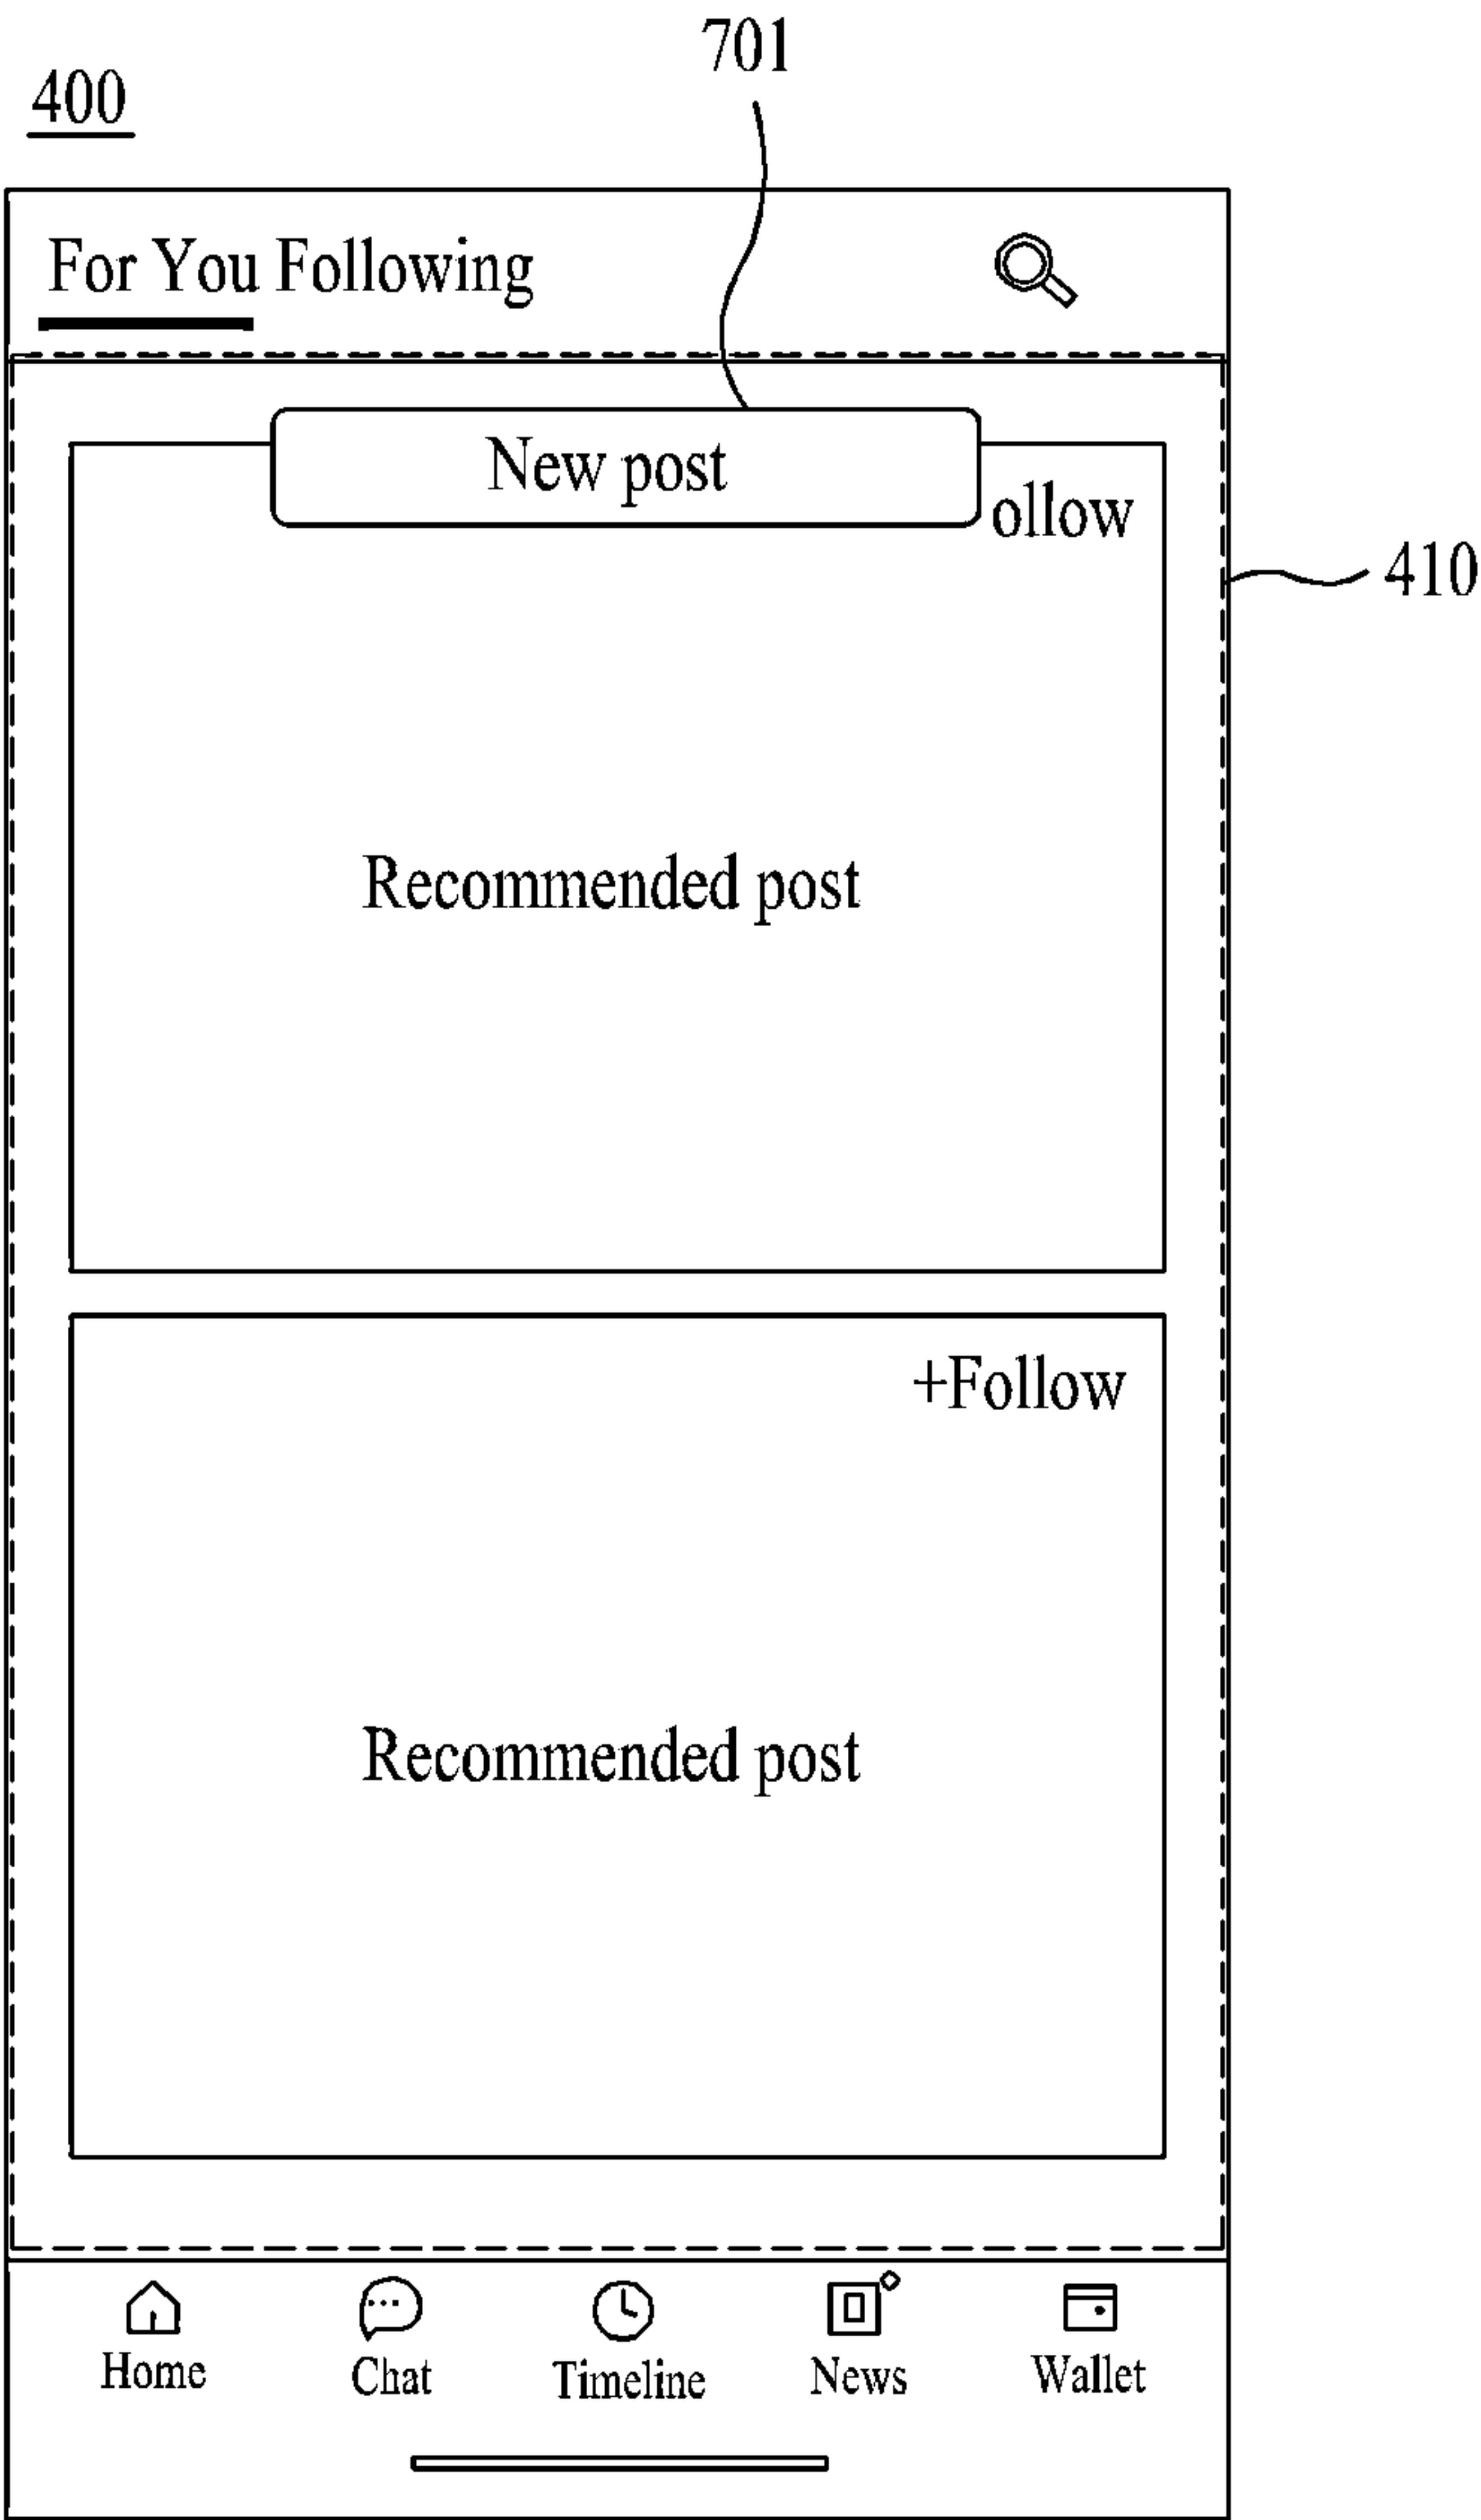 701
400
For You Following
New post
ollow
410
Recommended post
+Follow
Recommended post
Home Chat Timeline News Wallet